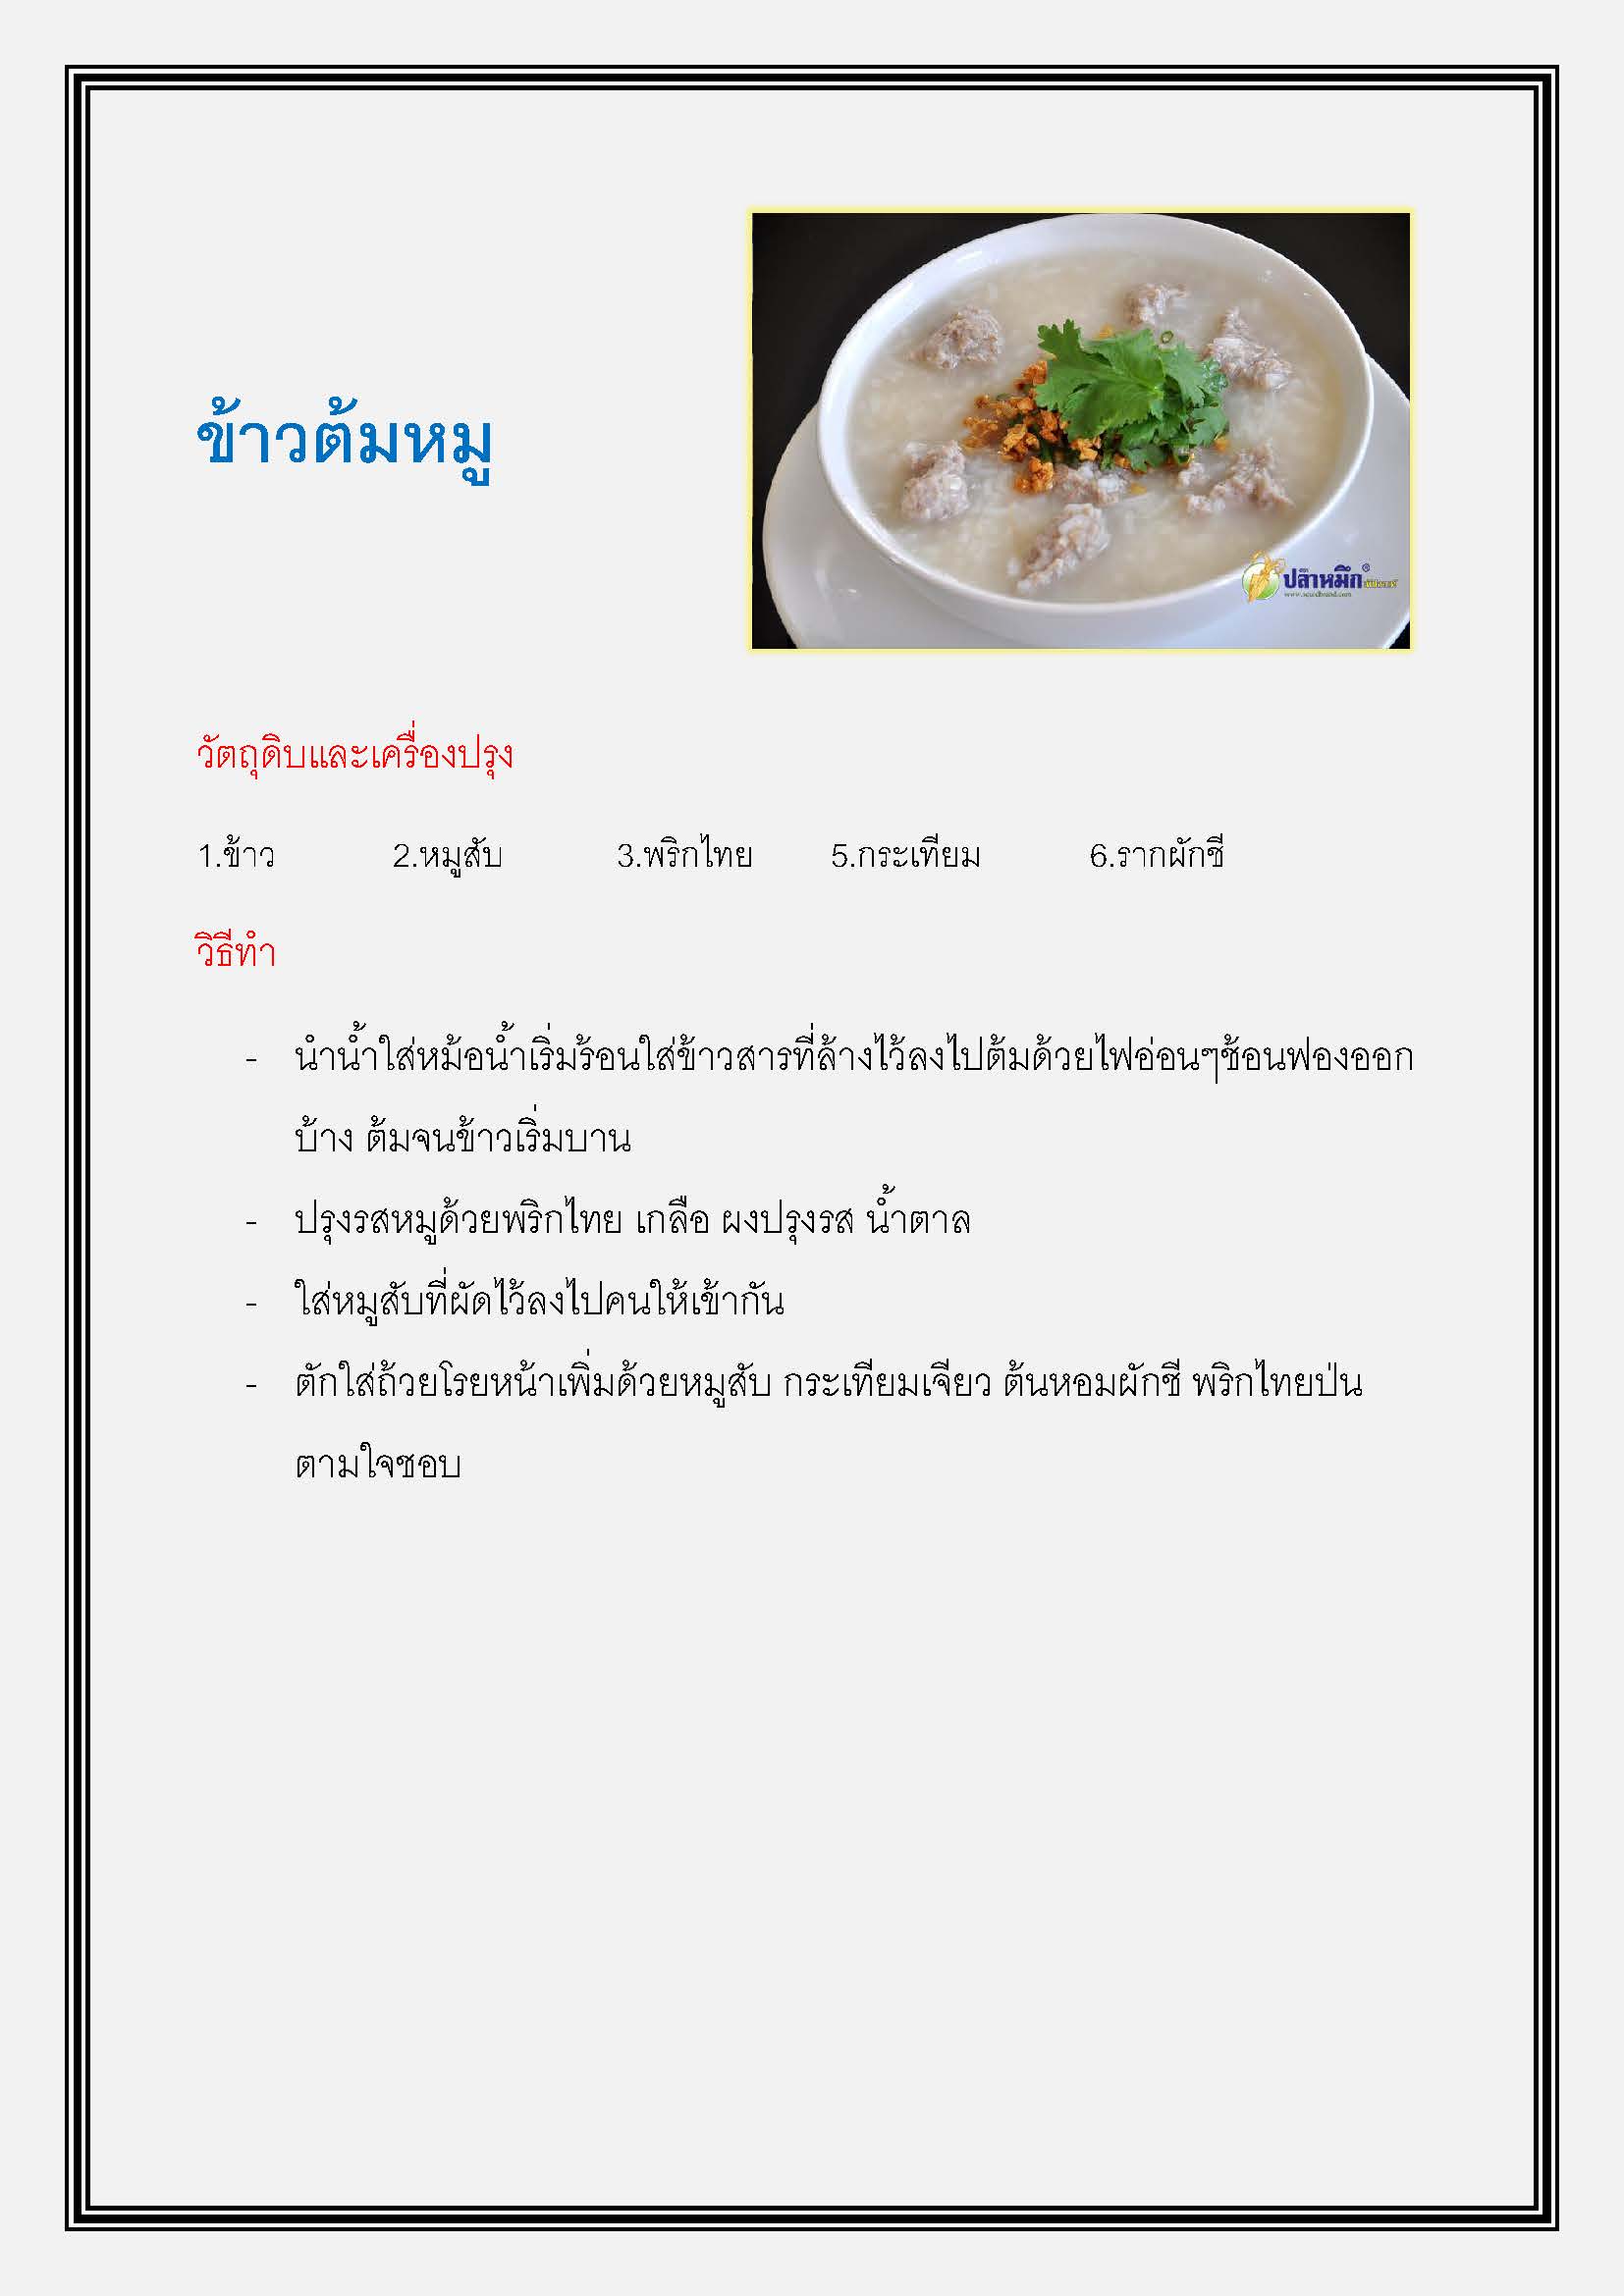 ข้าวต้มหมู
ปลาหมึก®
www.squidbrand.com
วัตถุดิบและเครื่องปรุง
1.ข้าว 2.หมูสับ 3.พริกไทย 5.กระเทียม 6.รากผักชี
วิธีทำ
- นำน้ำใส่หม้อน้ำเริ่มร้อนใส่ข้าวสารที่ล้างไว้ลงไปต้มด้วยไฟอ่อนๆช้อนฟองออก
บ้าง ต้มจนข้าวเริ่มบาน
- ปรุงรสหมูด้วยพริกไทย เกลือ ผงปรุงรส น้ำตาล
- ใส่หมูสับที่ผัดไว้ลงไปคนให้เข้ากัน
- ตักใส่ถ้วยโรยหน้าเพิ่มด้วยหมูสับ กระเทียมเจียว ต้นหอมผักชี พริกไทยป่น
ตามใจชอบ